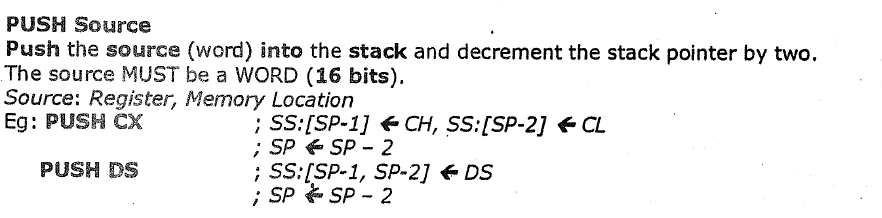 PUSH Source
Push the source (word) into the stack and decrement the stack pointer by two.
The source MUST be a WORD (16 bits).
Source: Register, Memory Location
Eg: PUSH CX ; SS:[SP-1] ← CH, SS:[SP-2] ← CL
; SP ← SP – 2
PUSH DS ; SS:[SP-1, SP-2] ← DS
; SP ← SP – 2